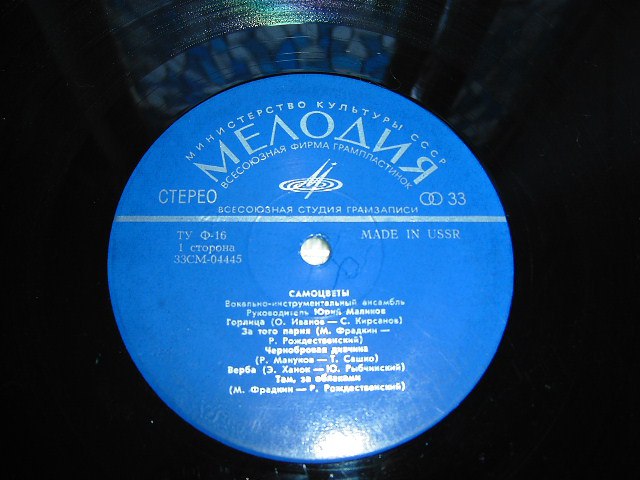 МИНИСТЕРСТВО КУЛЬТУРЫ СССР
МЕЛОДИЯ
ВСЕСОЮЗНАЯ ФИРМА ГРАМПЛАСТИНОК
СТЕРЕО
33
ВСЕСОЮЗНАЯ СТУДИЯ ГРАМЗАПИСИ
ТУ Ф-16
MADE IN USSR
1 сторона
33СМ-04445
САМОЦВЕТЫ
Вокально-инструментальный ансамбль
Руководитель Юрий Маликов
Горлица (О. Иванов — С. Кирсанов)
За того парня (М. Фрадкин —
Р. Рождественский)
Чернобровая дивчина
(Р. Мануков — Т. Сашко)
Верба (Э. Ханок — Ю. Рыбчинский)
Там, за облаками
(М. Фрадкин — Р. Рождественский)